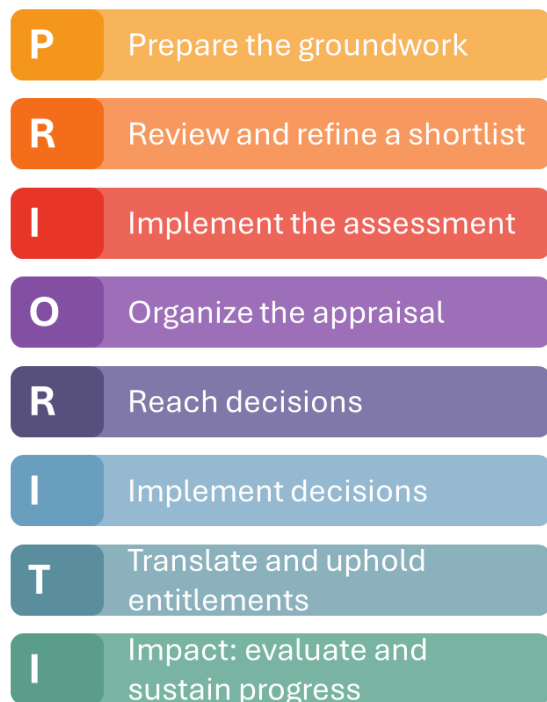 P Prepare the groundwork
R Review and refine a shortlist
I Implement the assessment
O Organize the appraisal
R Reach decisions
I Implement decisions
T Translate and uphold
entitlements
I Impact: evaluate and
sustain progress